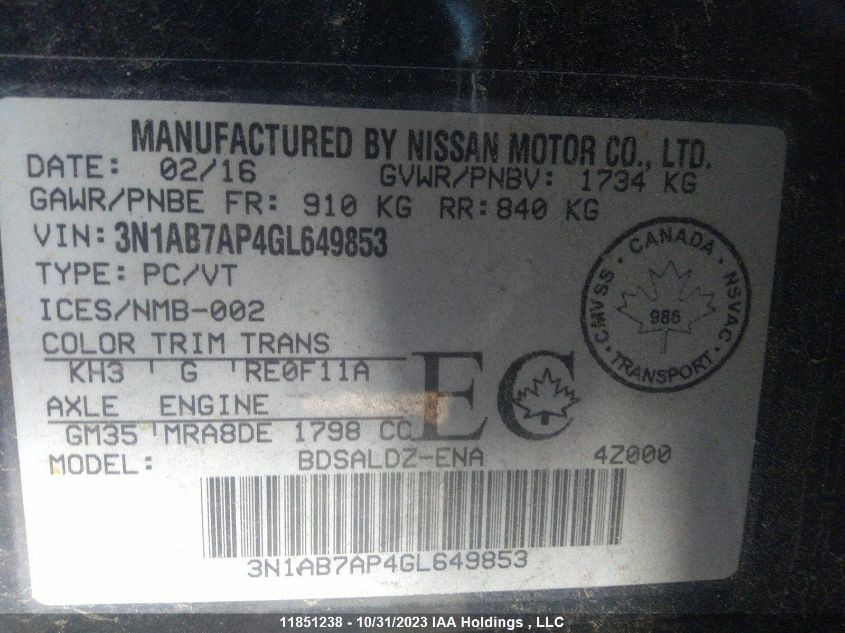 MANUFACTURED BY NISSAN MOTOR CO., LTD.
DATE: 02/16 GVWR/PNBV: 1734 KG
GAWR/PNBE FR: 910 KG RR: 840 KG
VIN: 3N1AB7AP4GL649853
TYPE: PC/VT
ICES/NMB-002
COLOR TRIM TRANS
KH3 G RE0F11A
AXLE ENGINE
GM35 MRA8DE 1798 CC
EC
CANADA
CMVSS 986 NSVAC
TRANSPORT
MODEL: BDSALDZ-ENA 4Z000
3N1AB7AP4GL649853
11851238 - 10/31/2023 IAA Holdings , LLC